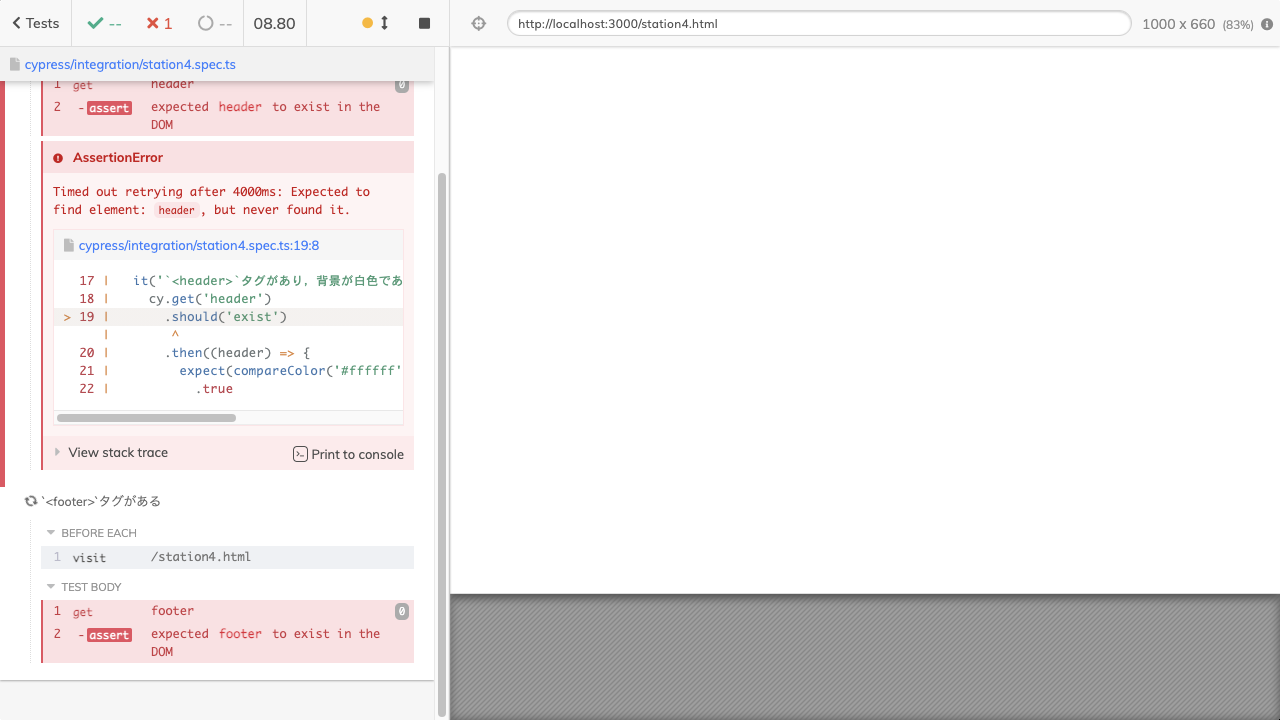 Tests
--
1
--
08.80
http://localhost:3000/station4.html
1000 x 660 (83%)
cypress/integration/station4.spec.ts
1 get header 0
2 -assert expected header to exist in the
DOM
AssertionError
Timed out retrying after 4000ms: Expected to
find element: header, but never found it.
cypress/integration/station4.spec.ts:19:8
17 | it('`<header>`タグがあり，背景が白色であ
18 | cy.get('header')
> 19 | .should('exist')
| ^
20 | .then((header) => {
21 | expect(compareColor('#ffffff'
22 | .true
View stack trace
Print to console
`<footer>`タグがある
BEFORE EACH
1 visit /station4.html
TEST BODY
1 get footer 0
2 -assert expected footer to exist in the
DOM